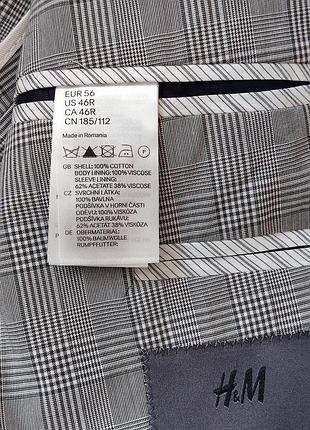 EUR 56
US 46R
CA 46R
CN 185/112
Made in Romania
P
GB SHELL: 100% COTTON
BODY LINING: 100% VISCOSE
SLEEVE LINING:
62% ACETATE 38% VISCOSE
CZ SVRCHNÍ LÁTKA:
100% BAVLNA
PODŠÍVKA V HORNÍ ČÁSTI
ODĚVU: 100% VISKÓZA
PODŠÍVKA RUKÁVU:
62% ACETÁT 38% VISKÓZA
DE OBERMATERIAL:
100% BAUMWOLLE
RUMPFFUTTER:
H&M